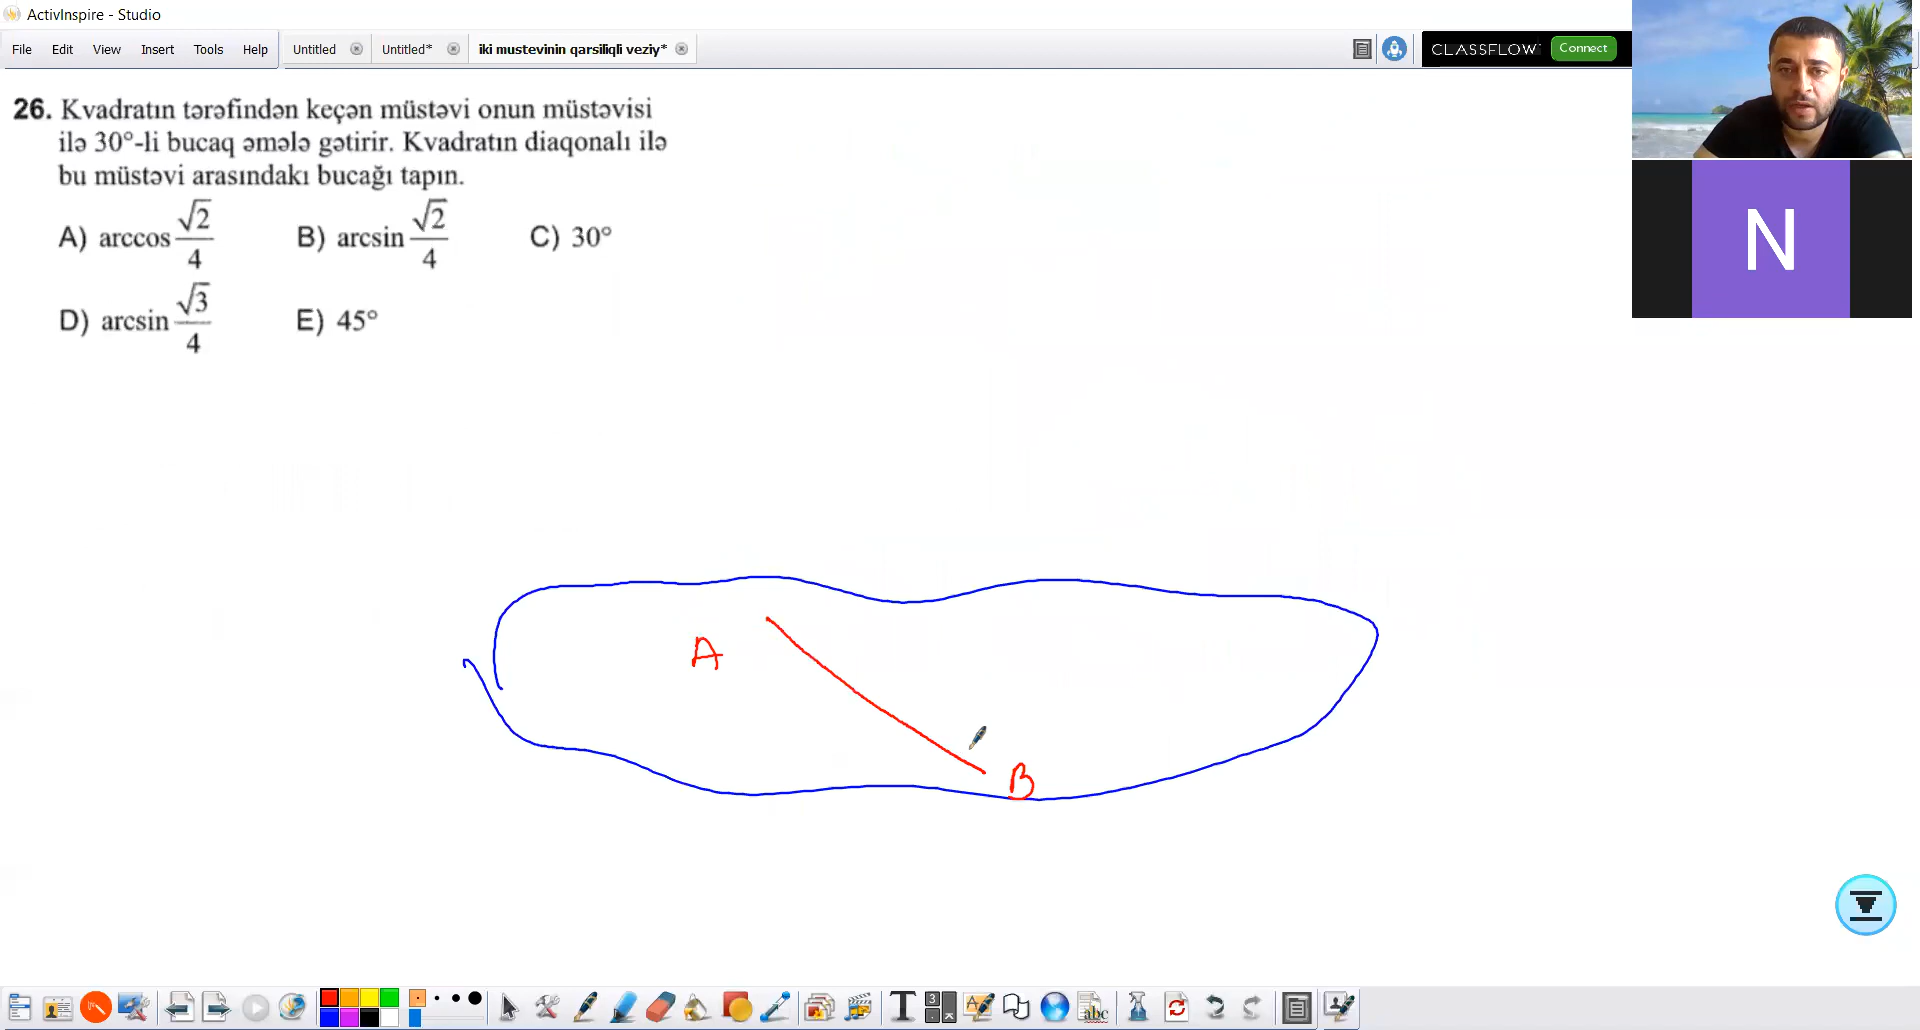 ActivInspire - Studio
File Edit View Insert Tools Help
Untitled
Untitled*
iki mustevinin qarsiliqli veziy*
CLASSFLOW
Connect
26. Kvadratın tərəfindən keçən müstəvi onun müstəvisi
ilə 30°-li bucaq əmələ gətirir. Kvadratın diaqonalı ilə
bu müstəvi arasındakı bucağı tapın.
A) arccos √2/4 B) arcsin √2/4 C) 30°
D) arcsin √3/4 E) 45°
N
A
B